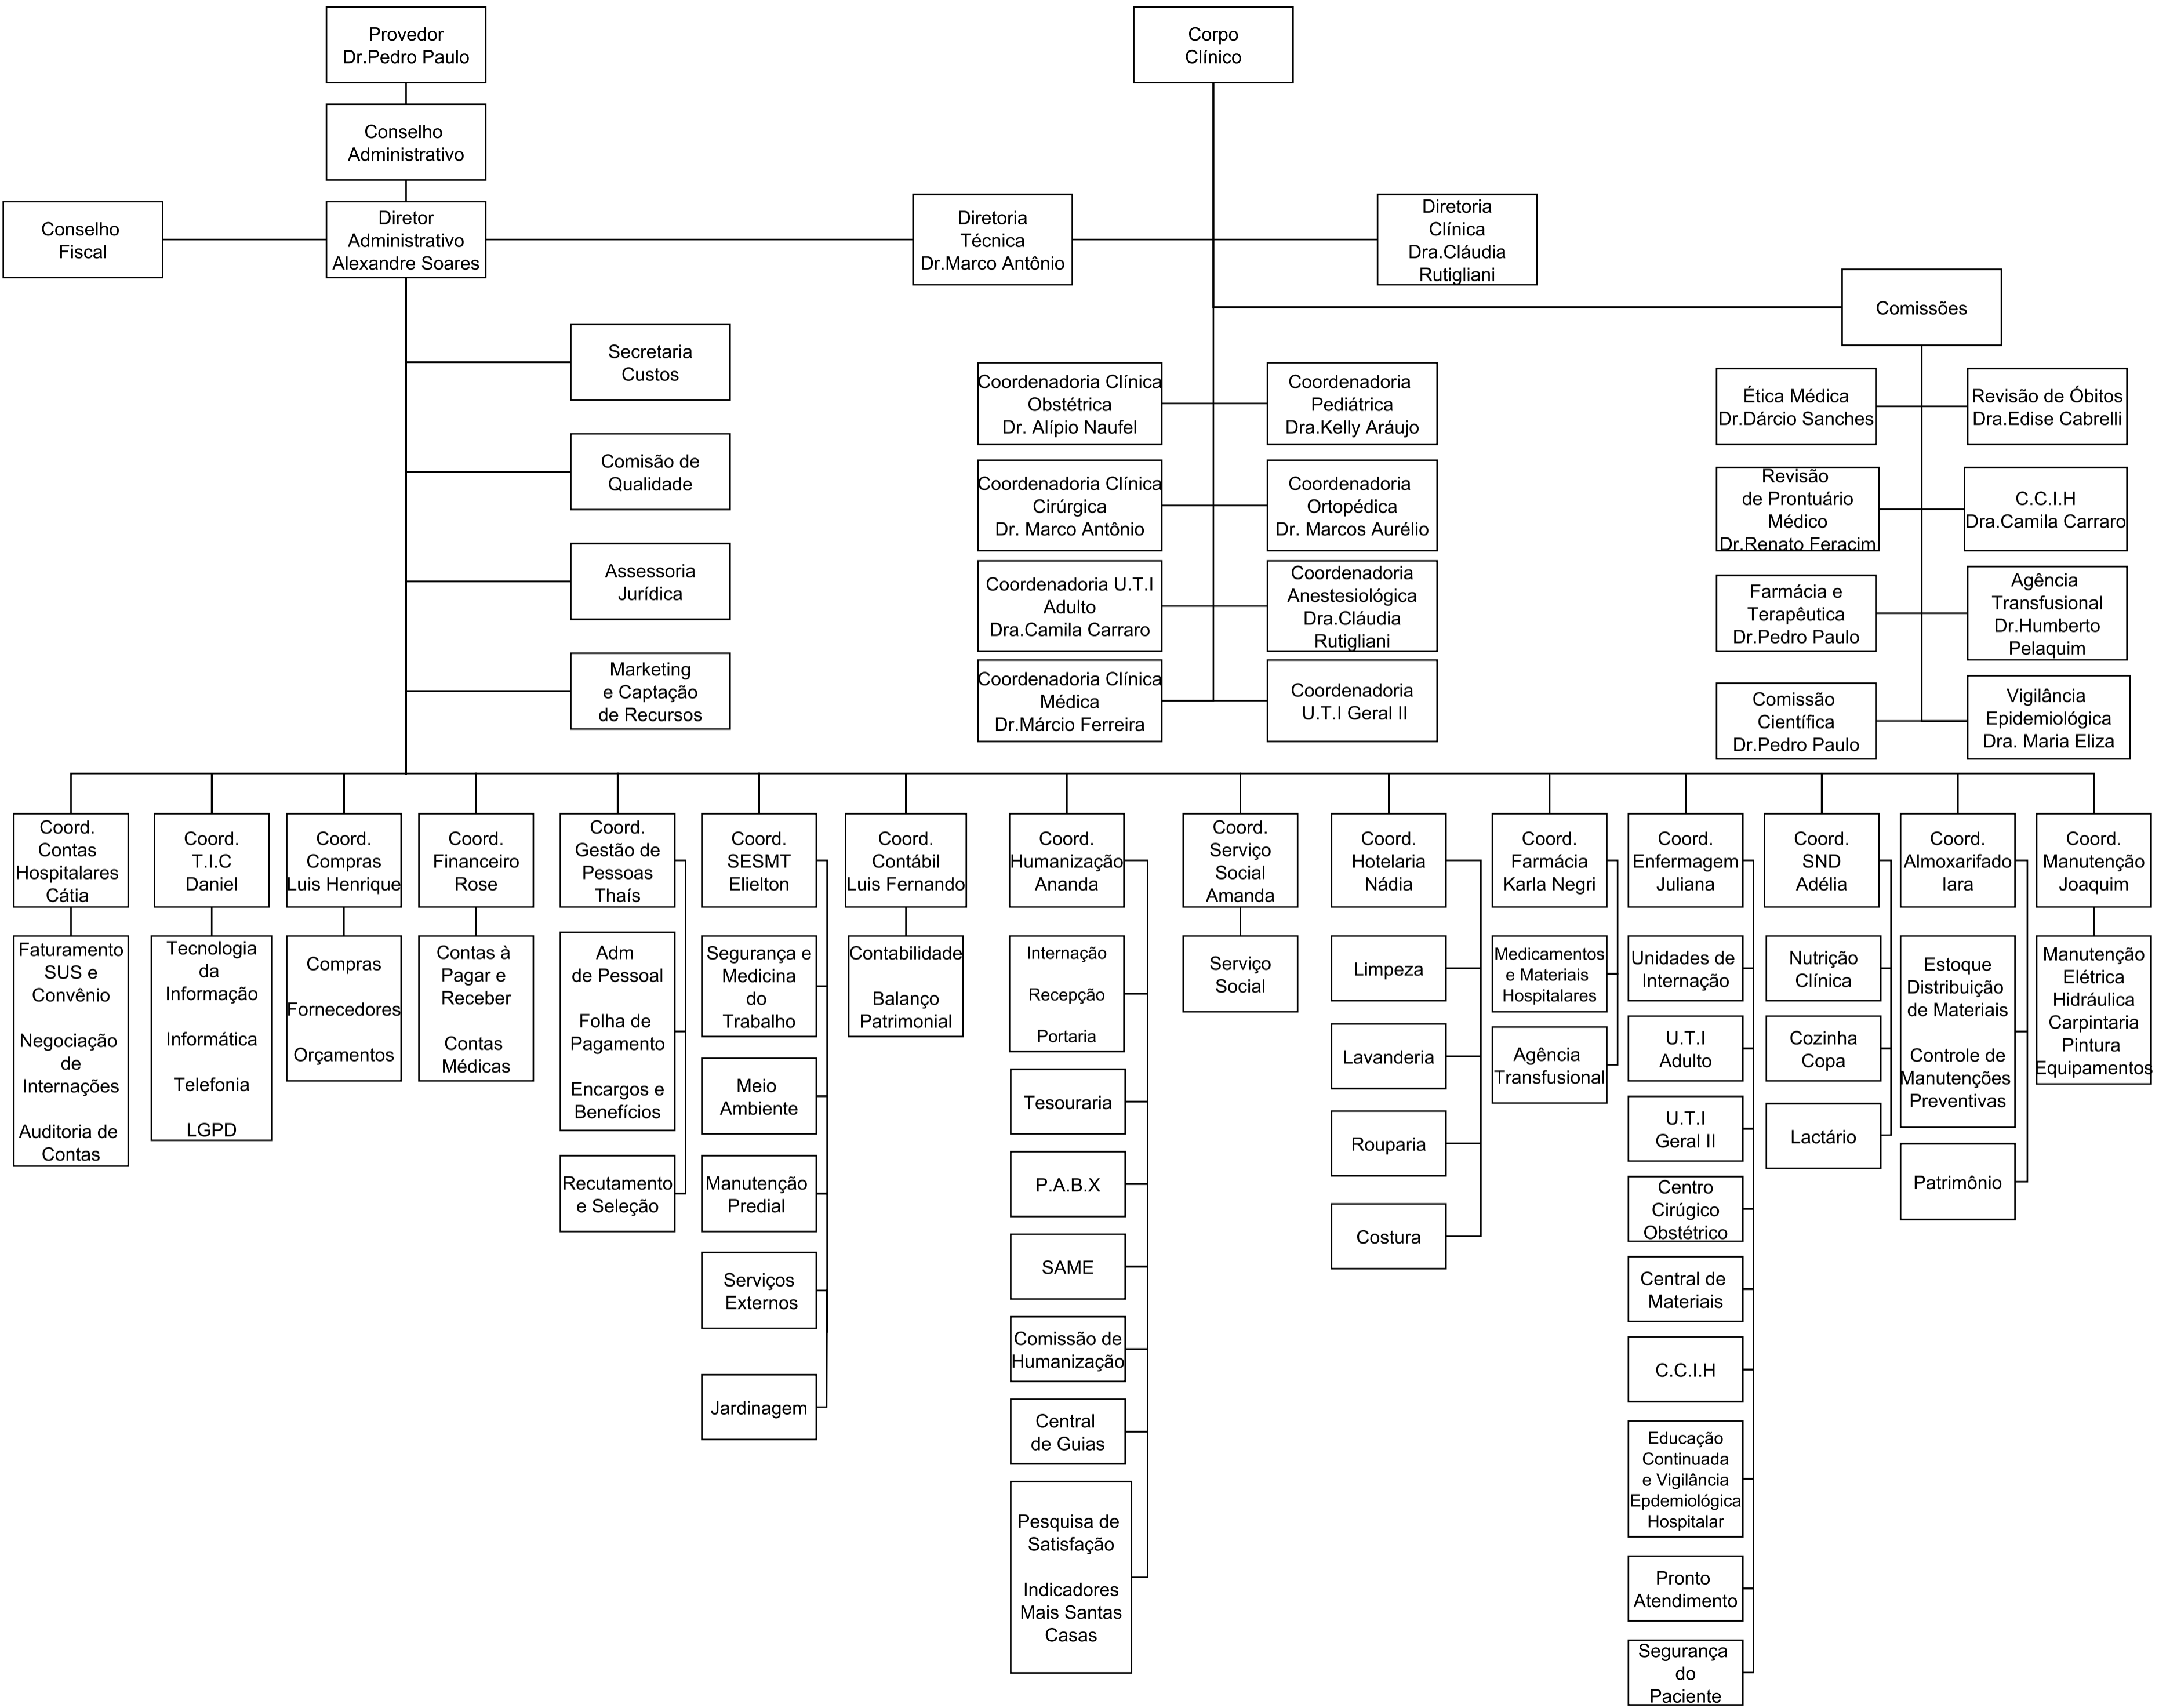 Provedor
Dr.Pedro Paulo
Corpo
Clínico
Conselho
Administrativo
Conselho
Fiscal
Diretor
Administrativo
Alexandre Soares
Diretoria
Técnica
Dr.Marco Antônio
Diretoria
Clínica
Dra.Cláudia
Rutigliani
Comissões
Secretaria
Custos
Comisão de
Qualidade
Assessoria
Jurídica
Marketing
e Captação
de Recursos
Coordenadoria Clínica
Obstétrica
Dr. Alípio Naufel
Coordenadoria
Pediátrica
Dra.Kelly Aráujo
Coordenadoria Clínica
Cirúrgica
Dr. Marco Antônio
Coordenadoria
Ortopédica
Dr. Marcos Aurélio
Coordenadoria U.T.I
Adulto
Dra.Camila Carraro
Coordenadoria
Anestesiológica
Dra.Cláudia
Rutigliani
Coordenadoria Clínica
Médica
Dr.Márcio Ferreira
Coordenadoria
U.T.I Geral II
Ética Médica
Dr.Dárcio Sanches
Revisão de Óbitos
Dra.Edise Cabrelli
Revisão
de Prontuário
Médico
Dr.Renato Feracim
C.C.I.H
Dra.Camila Carraro
Farmácia e
Terapêutica
Dr.Pedro Paulo
Agência
Transfusional
Dr.Humberto
Pelaquim
Comissão
Científica
Dr.Pedro Paulo
Vigilância
Epidemiológica
Dra. Maria Eliza
Coord.
Contas
Hospitalares
Cátia
Faturamento
SUS e
Convênio
Negociação
de
Internações
Auditoria de
Contas
Coord.
T.I.C
Daniel
Tecnologia
da
Informação
Informática
Telefonia
LGPD
Coord.
Compras
Luis Henrique
Compras
Fornecedores
Orçamentos
Coord.
Financeiro
Rose
Contas à
Pagar e
Receber
Contas
Médicas
Coord.
Gestão de
Pessoas
Thaís
Adm
de Pessoal
Folha de
Pagamento
Encargos e
Benefícios
Recutamento
e Seleção
Coord.
SESMT
Elielton
Segurança e
Medicina
do
Trabalho
Meio
Ambiente
Manutenção
Predial
Serviços
Externos
Jardinagem
Coord.
Contábil
Luis Fernando
Contabilidade
Balanço
Patrimonial
Coord.
Humanização
Ananda
Internação
Recepção
Portaria
Tesouraria
P.A.B.X
SAME
Comissão de
Humanização
Central
de Guias
Pesquisa de
Satisfação
Indicadores
Mais Santas
Casas
Coord.
Serviço
Social
Amanda
Serviço
Social
Coord.
Hotelaria
Nádia
Limpeza
Lavanderia
Rouparia
Costura
Coord.
Farmácia
Karla Negri
Medicamentos
e Materiais
Hospitalares
Agência
Transfusional
Coord.
Enfermagem
Juliana
Unidades de
Internação
U.T.I
Adulto
U.T.I
Geral II
Centro
Cirúgico
Obstétrico
Central de
Materiais
C.C.I.H
Educação
Continuada
e Vigilância
Epdemiológica
Hospitalar
Pronto
Atendimento
Segurança
do
Paciente
Coord.
SND
Adélia
Nutrição
Clínica
Cozinha
Copa
Lactário
Coord.
Almoxarifado
Iara
Estoque
Distribuição
de Materiais
Controle de
Manutenções
Preventivas
Patrimônio
Coord.
Manutenção
Joaquim
Manutenção
Elétrica
Hidráulica
Carpintaria
Pintura
Equipamentos